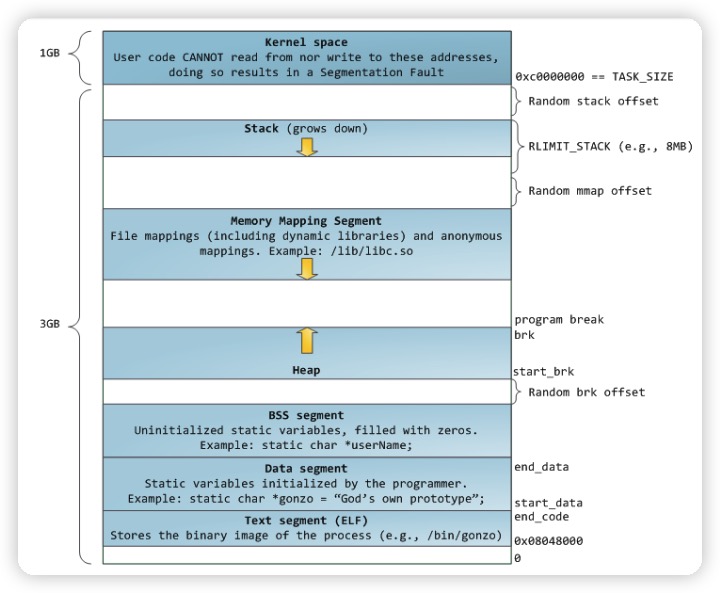 1GB
Kernel space
User code CANNOT read from nor write to these addresses,
doing so results in a Segmentation Fault
0xc0000000 == TASK_SIZE
Random stack offset
Stack (grows down)
RLIMIT_STACK (e.g., 8MB)
Random mmap offset
Memory Mapping Segment
File mappings (including dynamic libraries) and anonymous
mappings. Example: /lib/libc.so
3GB
program break
brk
Heap
start_brk
Random brk offset
BSS segment
Uninitialized static variables, filled with zeros.
Example: static char *userName;
Data segment
end_data
Static variables initialized by the programmer.
Example: static char *gonzo = “God’s own prototype”;
start_data
end_code
Text segment (ELF)
Stores the binary image of the process (e.g., /bin/gonzo)
0x08048000
0